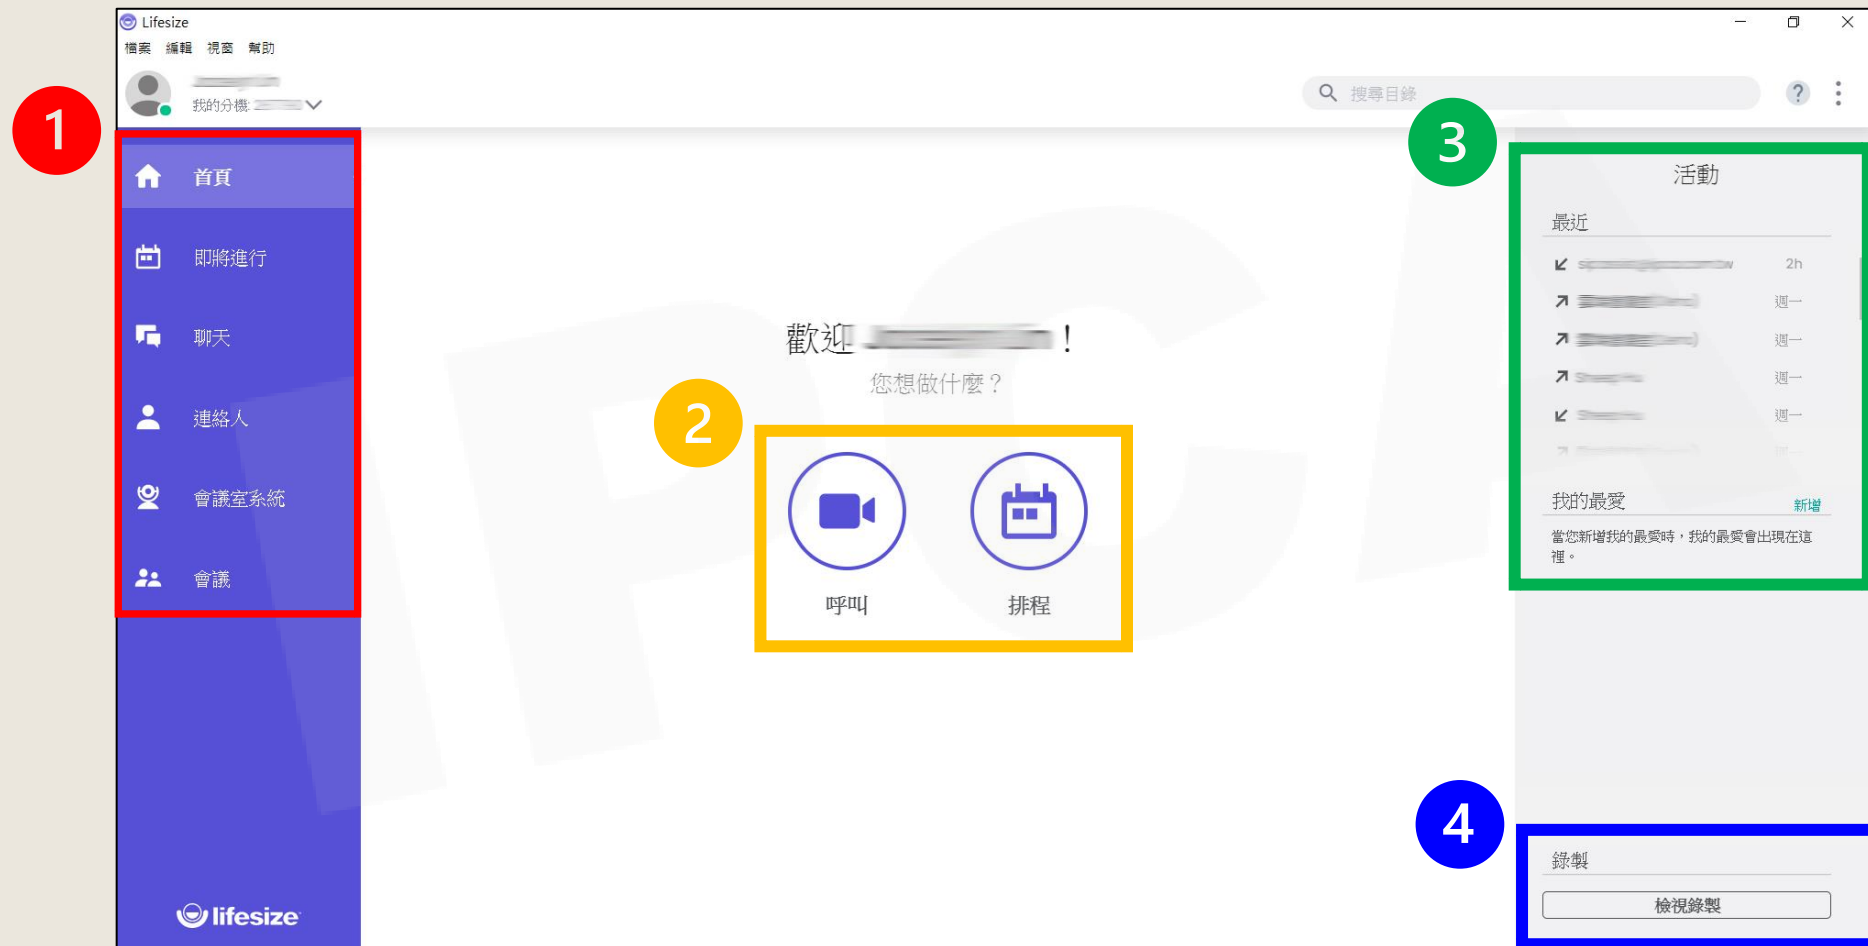 Lifesize
檔案 編輯 視窗 幫助
我的分機:
搜尋目錄
?
1
首頁
即將進行
聊天
連絡人
會議室系統
會議
lifesize
歡迎 !
您想做什麼？
2
呼叫
排程
3
活動
最近
2h
週一
週一
週一
週一
我的最愛 新增
當您新增我的最愛時，我的最愛會出現在這
裡。
4
錄製
檢視錄製
IPCA